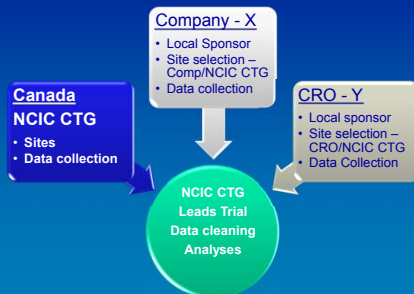 Company - X
• Local Sponsor
• Site selection –
Comp/NCIC CTG
• Data collection
Canada
NCIC CTG
• Sites
• Data collection
CRO - Y
• Local sponsor
• Site selection –
CRO/NCIC CTG
• Data Collection
NCIC CTG
Leads Trial
Data cleaning
Analyses